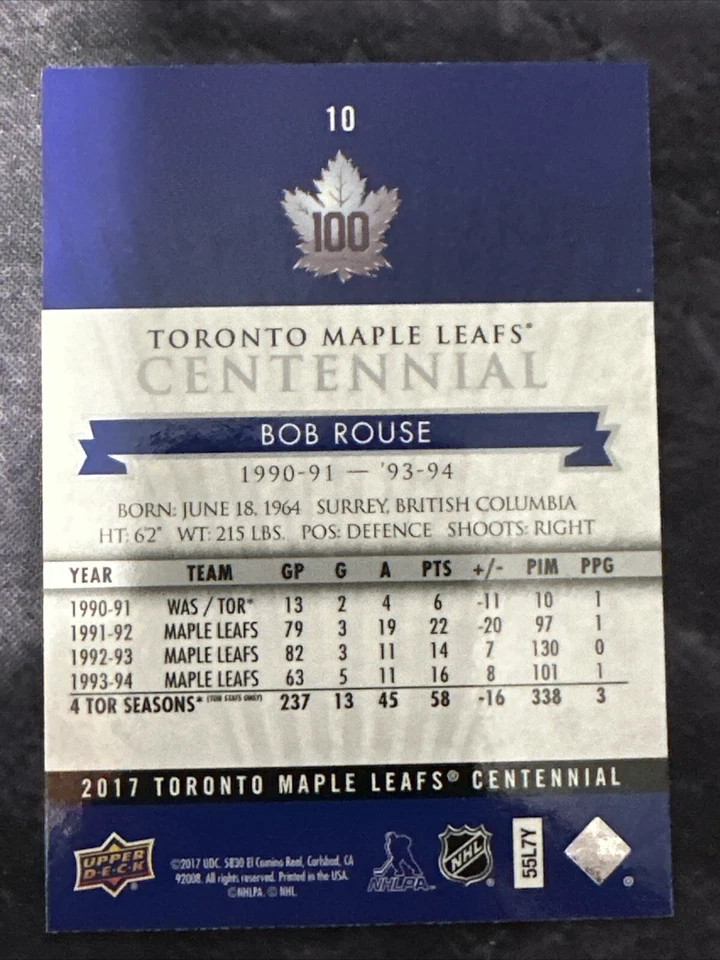 10
100
TORONTO MAPLE LEAFS®
CENTENNIAL
BOB ROUSE
1990-91 — '93-94
BORN: JUNE 18, 1964 SURREY, BRITISH COLUMBIA
HT: 6'2" WT: 215 LBS. POS: DEFENCE SHOOTS: RIGHT
YEAR TEAM GP G A PTS +/- PIM PPG
1990-91 WAS / TOR* 13 2 4 6 -11 10 1
1991-92 MAPLE LEAFS 79 3 19 22 -20 97 1
1992-93 MAPLE LEAFS 82 3 11 14 7 130 0
1993-94 MAPLE LEAFS 63 5 11 16 8 101 1
4 TOR SEASONS* (TOR STATS ONLY) 237 13 45 58 -16 338 3
2017 TORONTO MAPLE LEAFS® CENTENNIAL
UPPER
D·E·C·K
©2017 UDC. 5830 El Camino Real, Carlsbad, CA
92008. All rights reserved. Printed in the USA.
©NHLPA. © NHL.
NHLPA
NHL
55L7Y